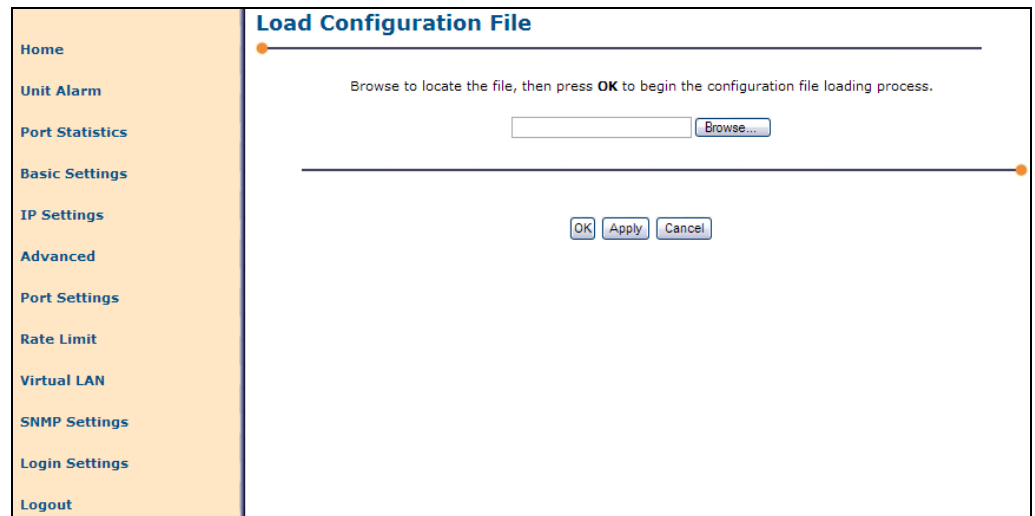 Home
Unit Alarm
Port Statistics
Basic Settings
IP Settings
Advanced
Port Settings
Rate Limit
Virtual LAN
SNMP Settings
Login Settings
Logout
Load Configuration File
Browse to locate the file, then press OK to begin the configuration file loading process.
Browse...
OK Apply Cancel